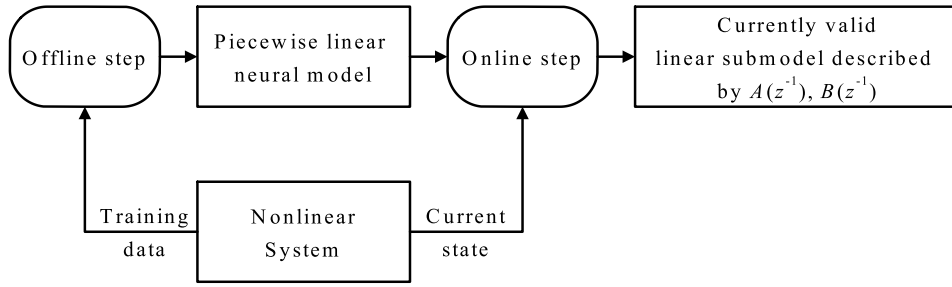 Offline step
Piecewise linear
neural model
Online step
Currently valid
linear submodel described
by A(z⁻¹), B(z⁻¹)
Training
data
Nonlinear
System
Current
state